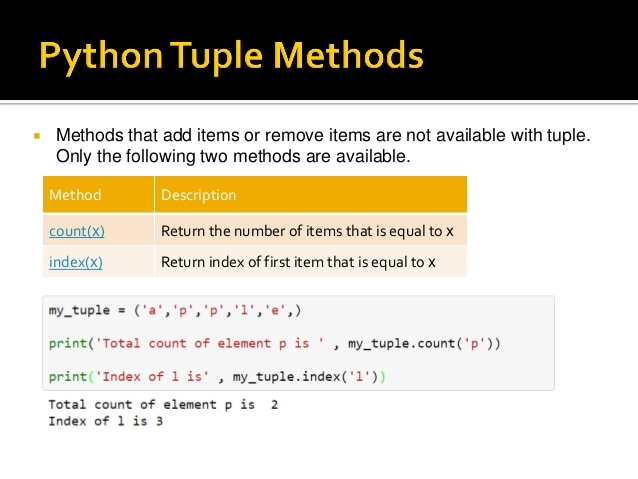 Python Tuple Methods
Methods that add items or remove items are not available with tuple.
Only the following two methods are available.
Method Description
count(x) Return the number of items that is equal to x
index(x) Return index of first item that is equal to x
my_tuple = ('a','p','p','l','e',)
print('Total count of element p is ' , my_tuple.count('p'))
print('Index of l is' , my_tuple.index('l'))
Total count of element p is  2
Index of l is 3